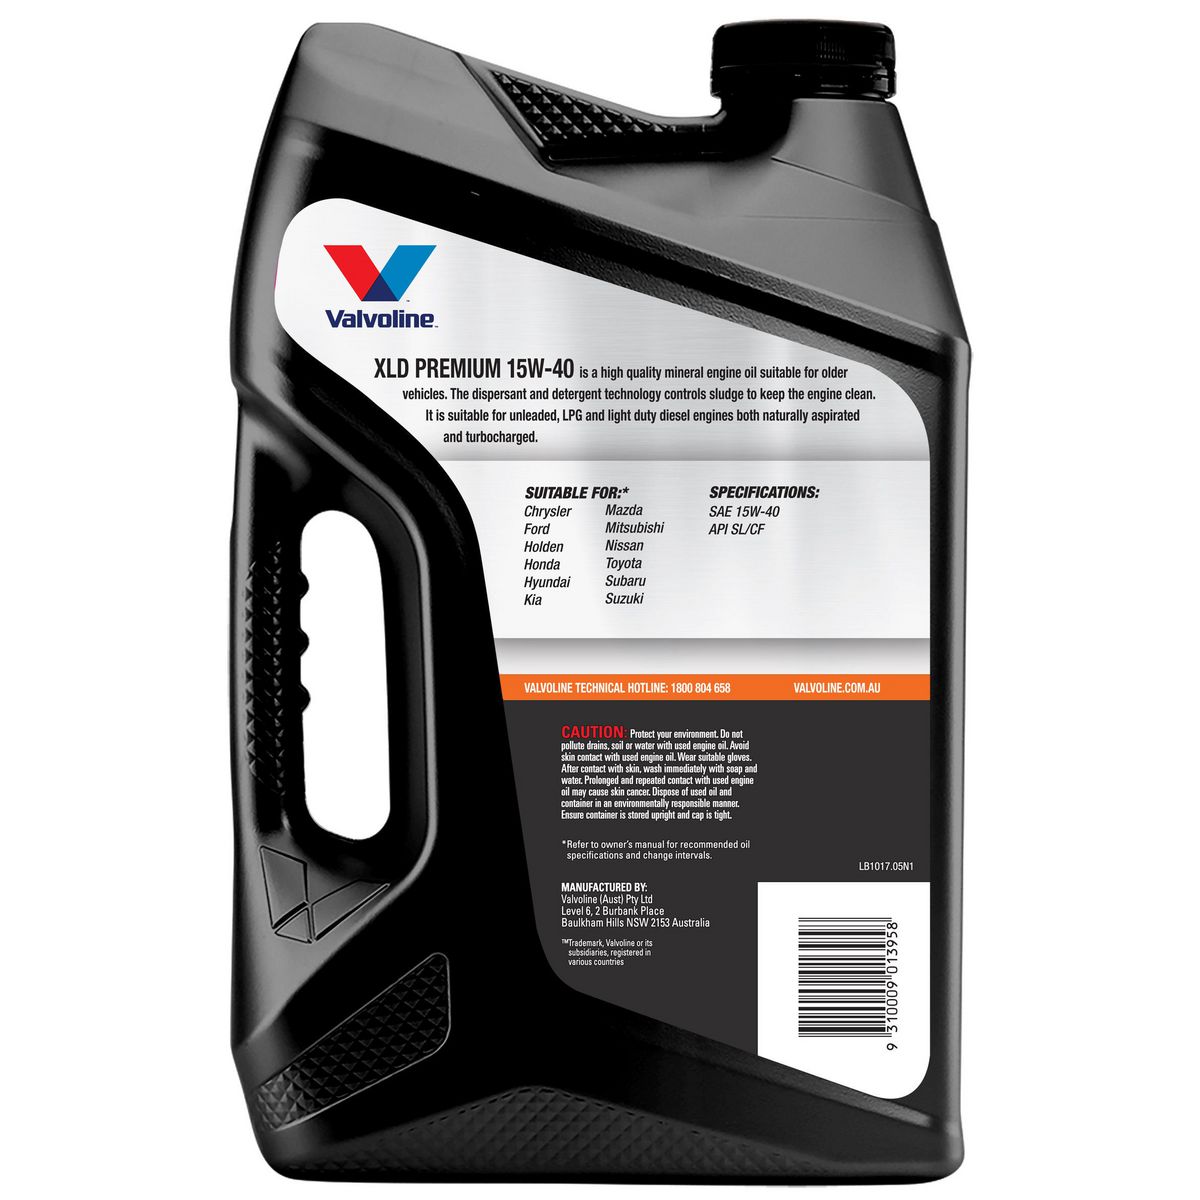 Valvoline™
XLD PREMIUM 15W-40 is a high quality mineral engine oil suitable for older
vehicles. The dispersant and detergent technology controls sludge to keep the engine clean.
It is suitable for unleaded, LPG and light duty diesel engines both naturally aspirated
and turbocharged.
SUITABLE FOR:*
Chrysler
Ford
Holden
Honda
Hyundai
Kia
Mazda
Mitsubishi
Nissan
Toyota
Subaru
Suzuki
SPECIFICATIONS:
SAE 15W-40
API SL/CF
VALVOLINE TECHNICAL HOTLINE: 1800 804 658
VALVOLINE.COM.AU
CAUTION: Protect your environment. Do not
pollute drains, soil or water with used engine oil. Avoid
skin contact with used engine oil. Wear suitable gloves.
After contact with skin, wash immediately with soap and
water. Prolonged and repeated contact with used engine
oil may cause skin cancer. Dispose of used oil and
container in an environmentally responsible manner.
Ensure container is stored upright and cap is tight.
*Refer to owner's manual for recommended oil
specifications and change intervals.
LB1017.05N1
MANUFACTURED BY:
Valvoline (Aust) Pty Ltd
Level 6, 2 Burbank Place
Baulkham Hills NSW 2153 Australia
™Trademark, Valvoline or its
subsidiaries, registered in
various countries
9 310009 013958